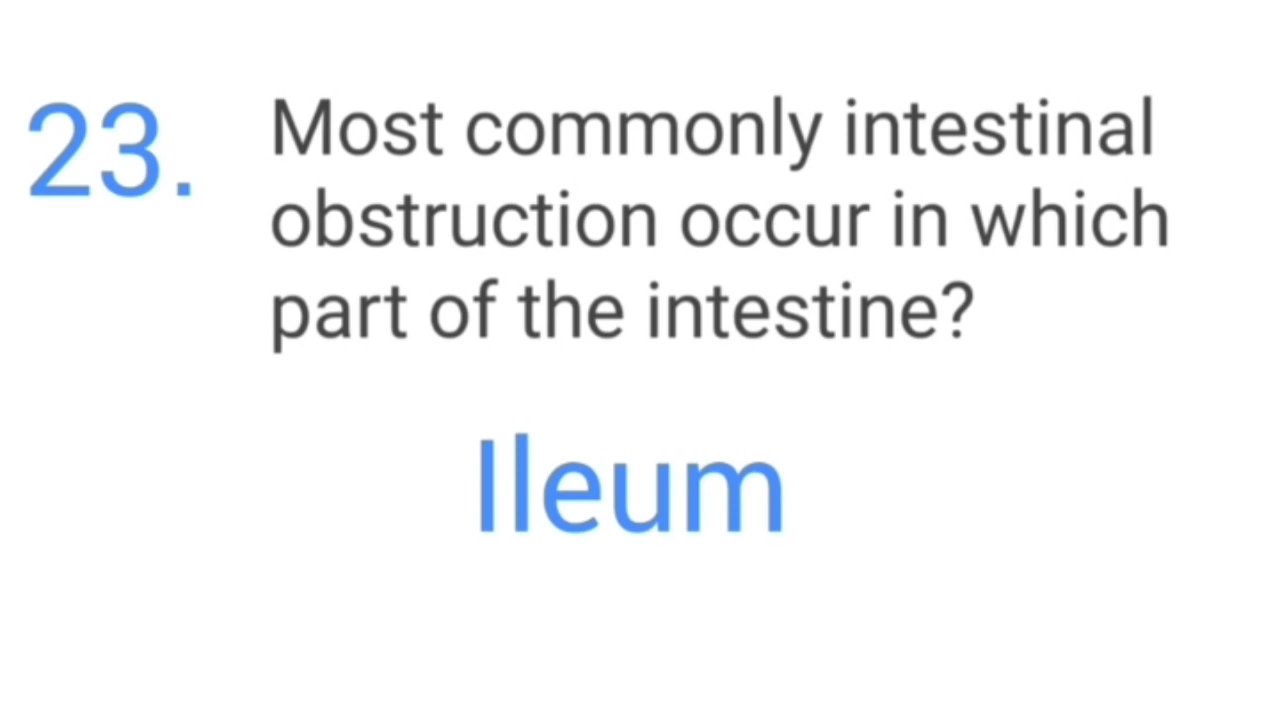 23. Most commonly intestinal
obstruction occur in which
part of the intestine?
Ileum